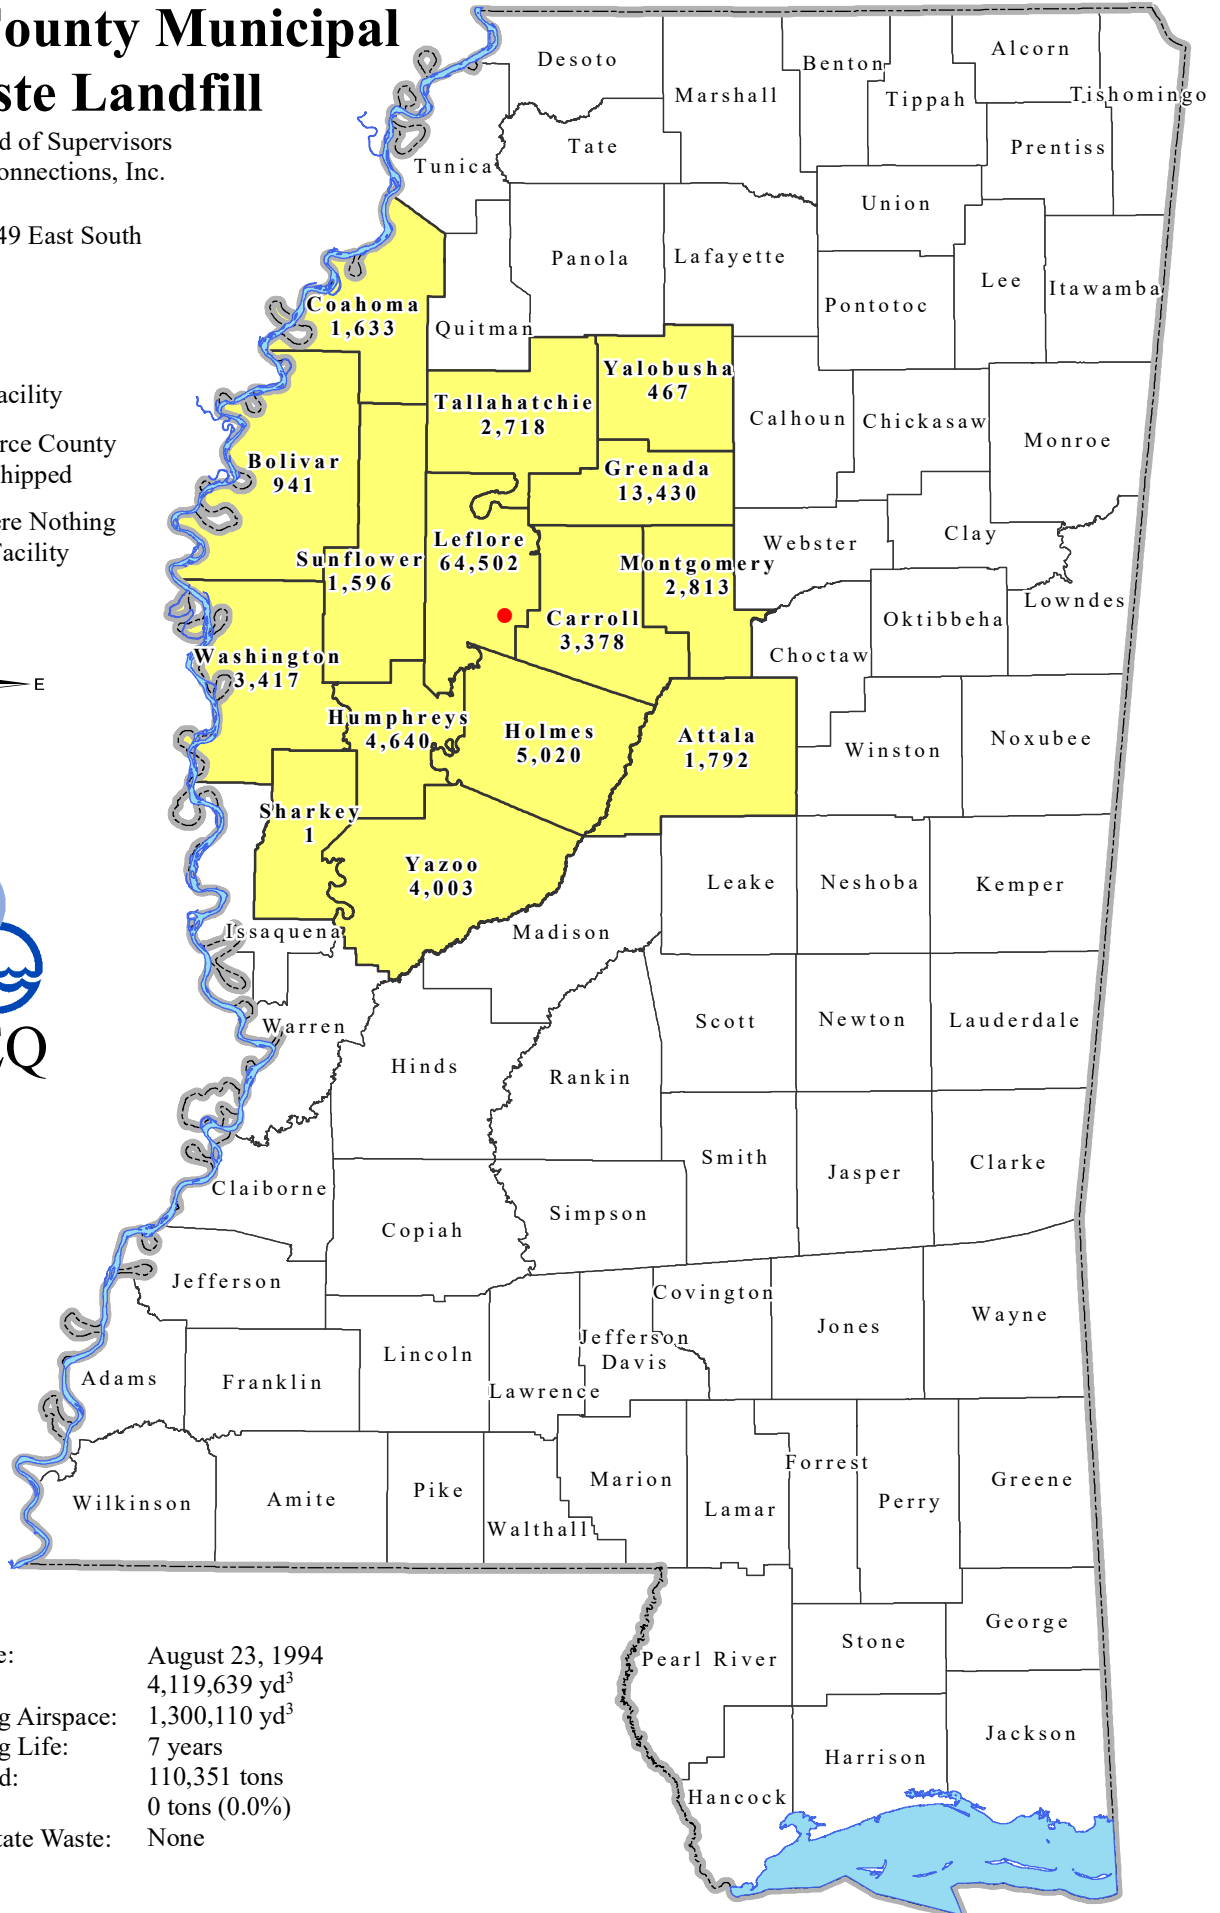 ounty Municipal
ste Landfill
d of Supervisors
onnections, Inc.
49 East South
acility
rce County
hipped
ere Nothing
Facility
E
CQ
Desoto
Marshall
Benton
Tippah
Alcorn
Tishomingo
Prentiss
Tunica
Tate
Union
Panola
Lafayette
Lee
Itawamba
Pontotoc
Coahoma
1,633
Quitman
Yalobusha
467
Tallahatchie
2,718
Calhoun
Chickasaw
Monroe
Bolivar
941
Grenada
13,430
Leflore
64,502
Sunflower
1,596
Montgomery
2,813
Webster
Clay
Lowndes
Oktibbeha
Carroll
3,378
Choctaw
Washington
3,417
Humphreys
4,640
Holmes
5,020
Attala
1,792
Winston
Noxubee
Sharkey
1
Yazoo
4,003
Leake
Neshoba
Kemper
Issaquena
Madison
Warren
Scott
Newton
Lauderdale
Hinds
Rankin
Smith
Jasper
Clarke
Claiborne
Copiah
Simpson
Jefferson
Covington
Jones
Wayne
Jefferson
Davis
Lincoln
Lawrence
Adams
Franklin
Wilkinson
Amite
Pike
Walthall
Marion
Lamar
Forrest
Perry
Greene
George
Stone
Pearl River
Jackson
Harrison
Hancock
e: August 23, 1994
4,119,639 yd³
g Airspace: 1,300,110 yd³
g Life: 7 years
d: 110,351 tons
0 tons (0.0%)
tate Waste: None